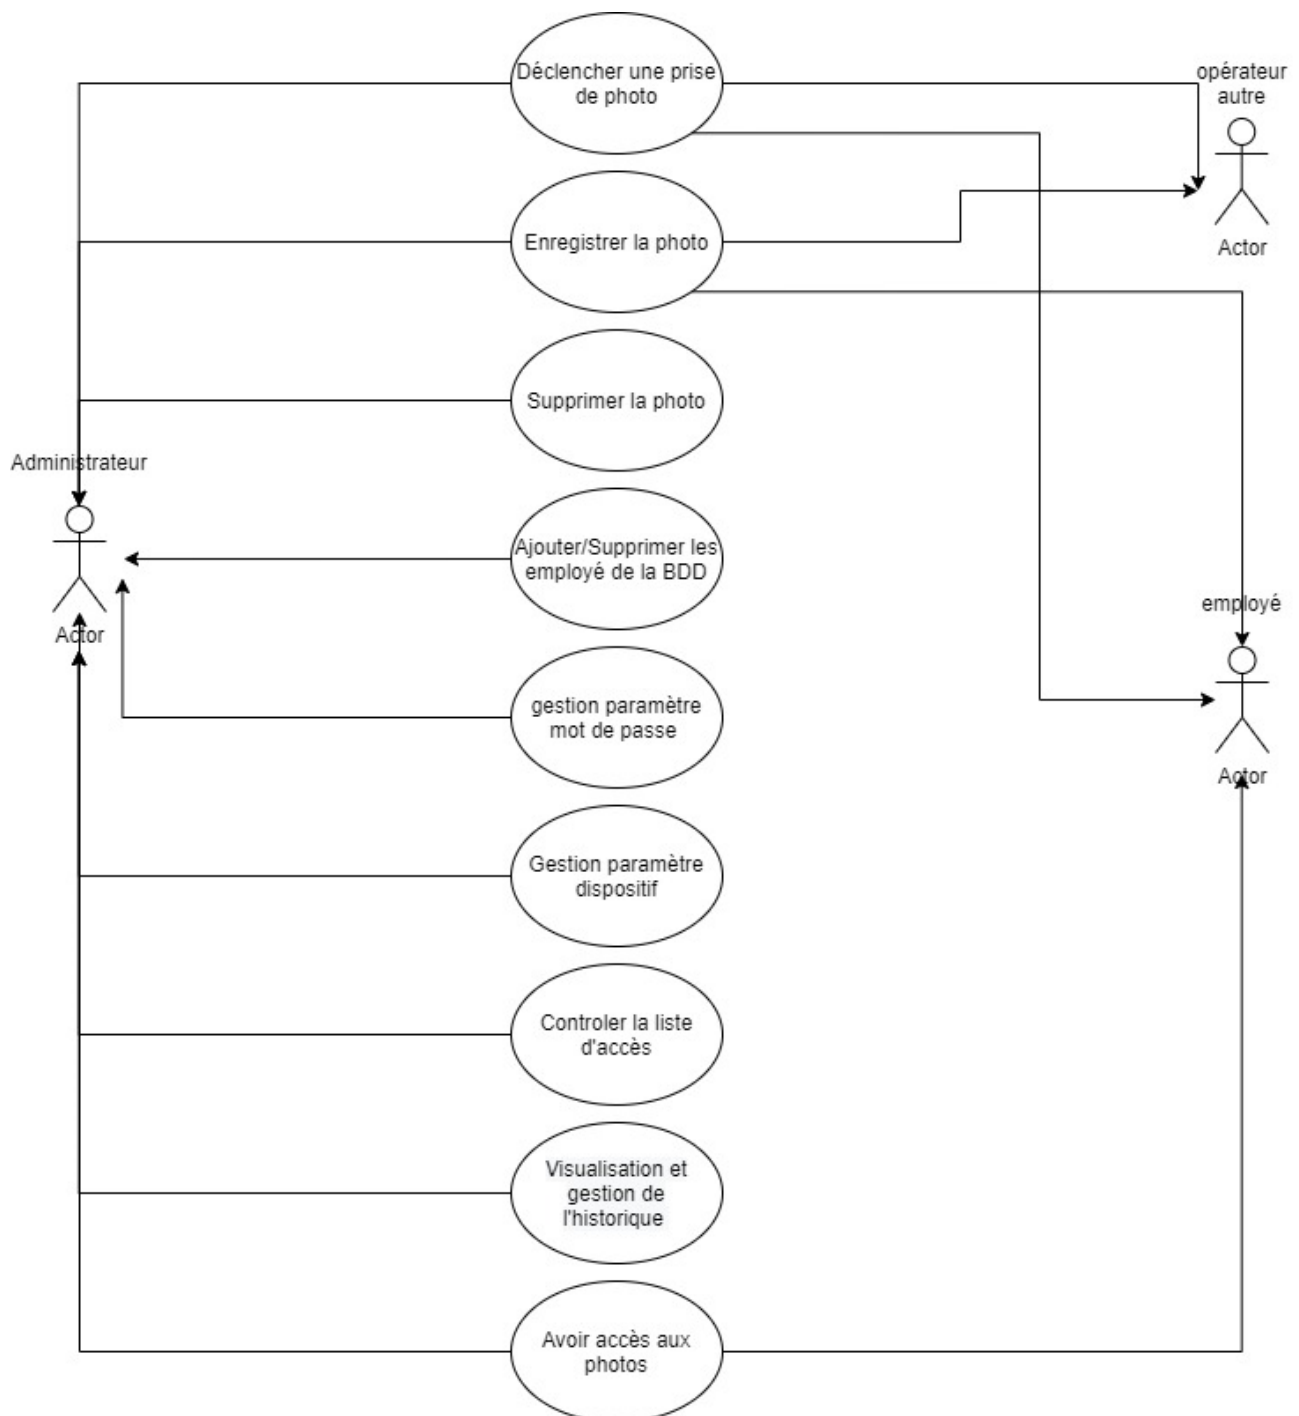 Déclencher une prise
de photo
opérateur
autre
Actor
Enregistrer la photo
Supprimer la photo
Administrateur
Actor
Ajouter/Supprimer les
employé de la BDD
employé
Actor
gestion paramètre
mot de passe
Gestion paramètre
dispositif
Controler la liste
d'accès
Visualisation et
gestion de
l'historique
Avoir accès aux
photos